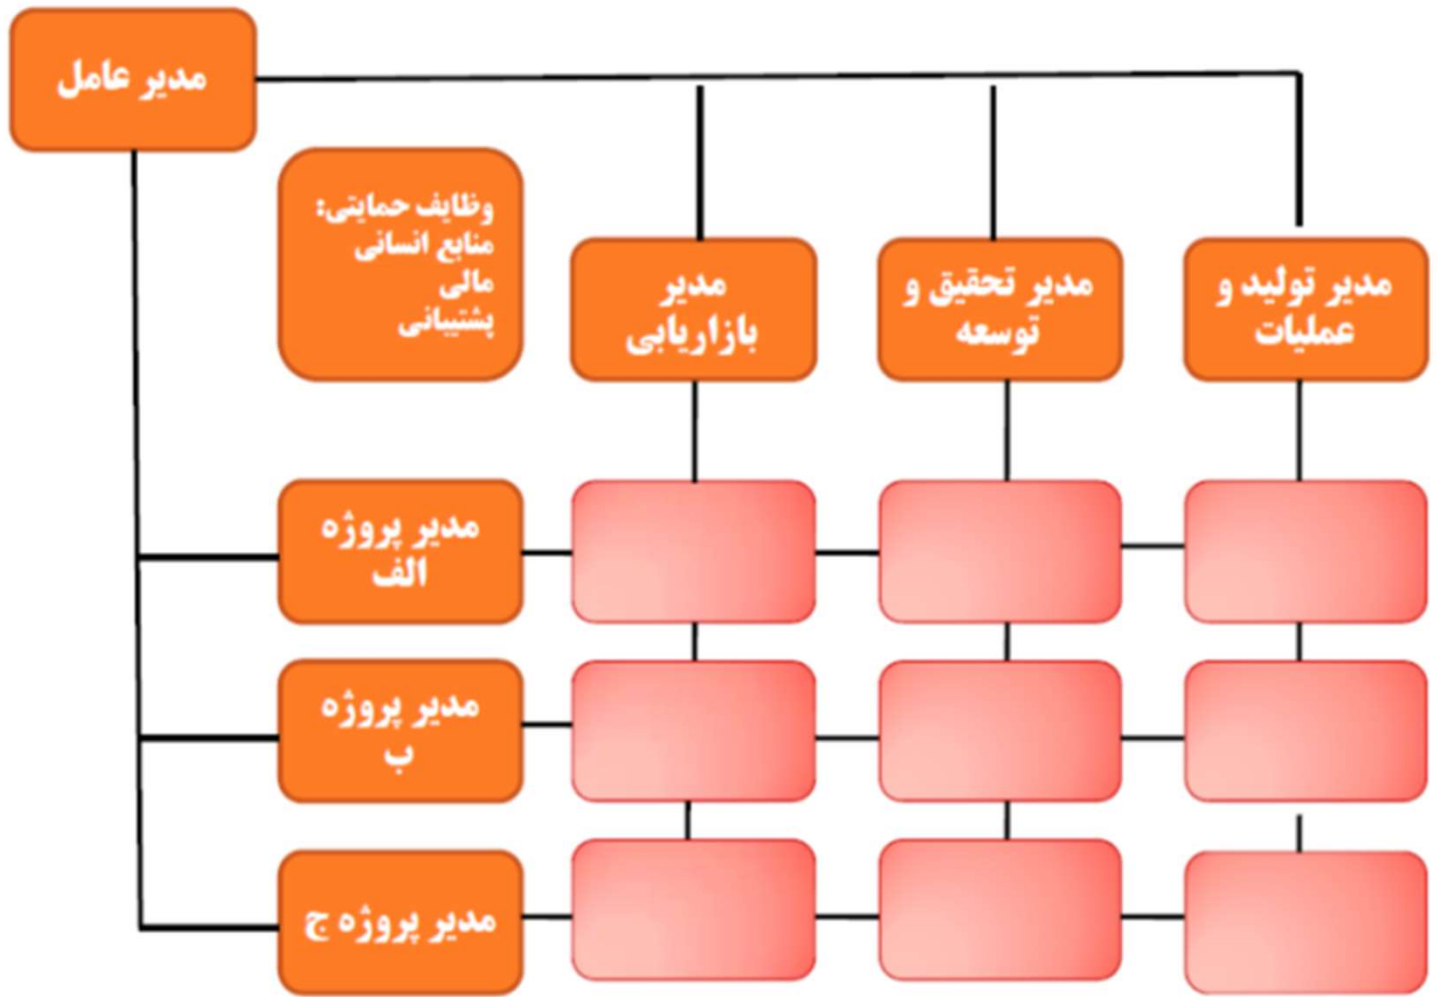 مدیر عامل
وظایف حمایتی:
منابع انسانی
مالی
پشتیبانی
مدیر
بازاریابی
مدیر تحقیق و
توسعه
مدیر تولید و
عملیات
مدیر پروژه
الف
مدیر پروژه
ب
مدیر پروژه ج